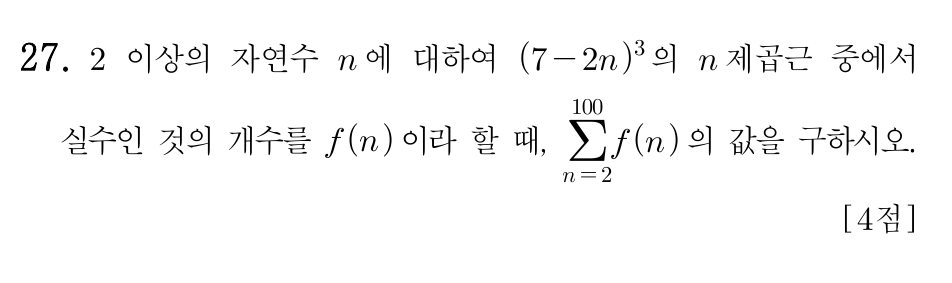 27. 2 이상의 자연수 n에 대하여 (7-2n)³의 n제곱근 중에서
실수인 것의 개수를 f(n)이라 할 때, \sum_{n=2}^{100} f(n)의 값을 구하시오.
[4점]